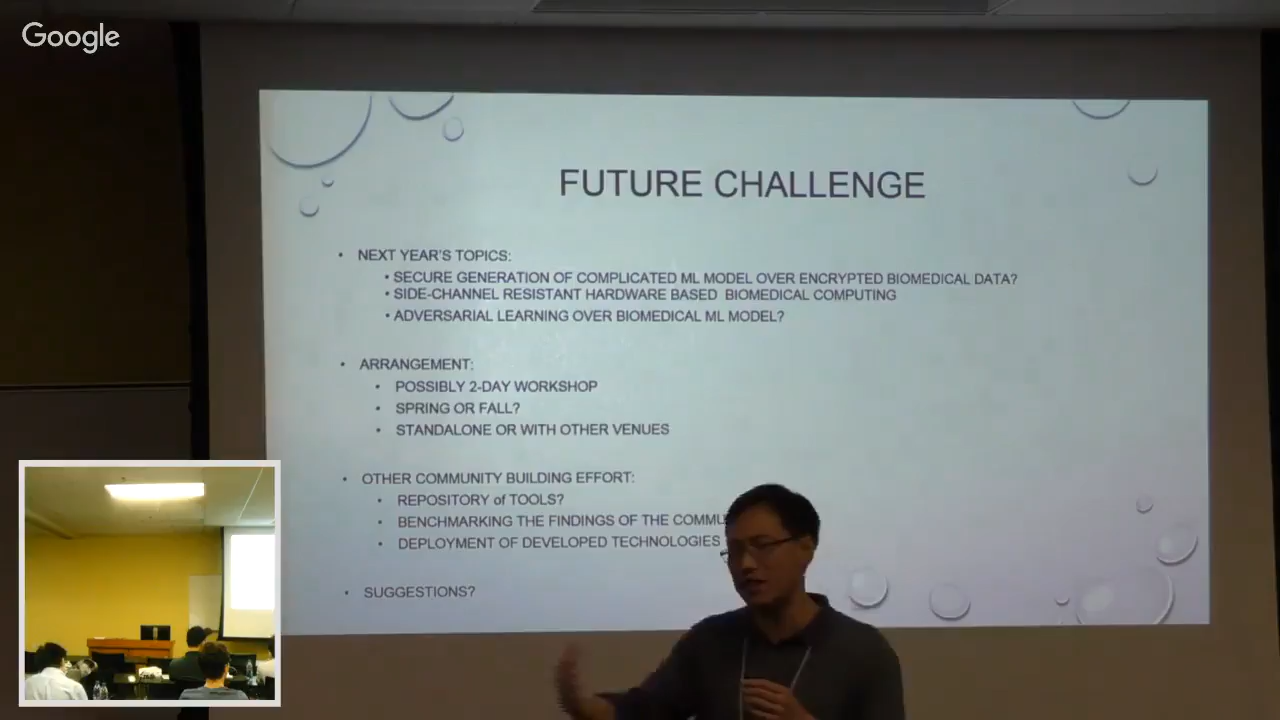 Google
FUTURE CHALLENGE
• NEXT YEAR'S TOPICS:
• SECURE GENERATION OF COMPLICATED ML MODEL OVER ENCRYPTED BIOMEDICAL DATA?
• SIDE-CHANNEL RESISTANT HARDWARE BASED BIOMEDICAL COMPUTING
• ADVERSARIAL LEARNING OVER BIOMEDICAL ML MODEL?
• ARRANGEMENT:
• POSSIBLY 2-DAY WORKSHOP
• SPRING OR FALL?
• STANDALONE OR WITH OTHER VENUES
• OTHER COMMUNITY BUILDING EFFORT:
• REPOSITORY of TOOLS?
• BENCHMARKING THE FINDINGS OF THE
• DEPLOYMENT OF DEVELOPED TECHNOLOGIES
• SUGGESTIONS?